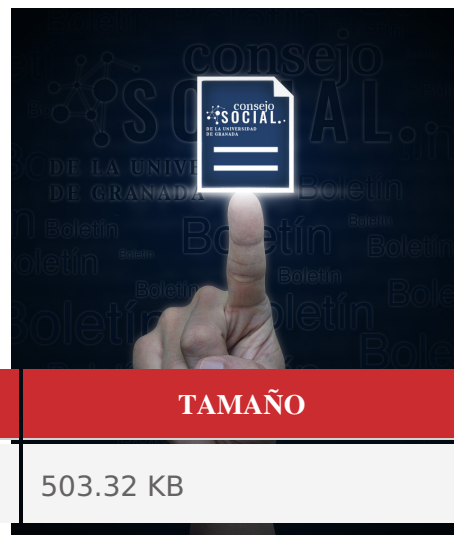 consejo
SOCIAL..
DE LA UNIVERSIDAD
DE GRANADA
consejo
SOCIAL..
DE LA UNIVE
DE GRANADA
Boletín
Boletín
Boletín
Boletín
Boletín
Boletín
Boletín
TAMAÑO
503.32 KB